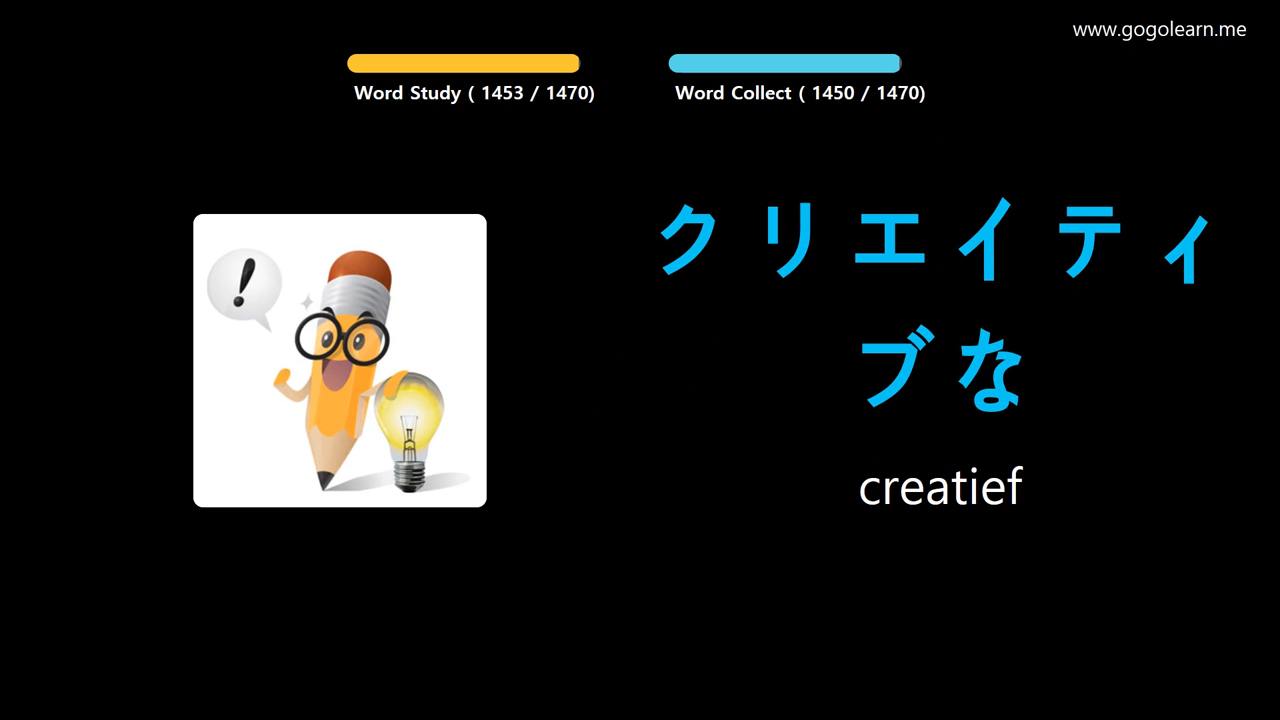 www.gogolearn.me
Word Study ( 1453 / 1470)
Word Collect ( 1450 / 1470)
クリエイティ
ブな
creatief